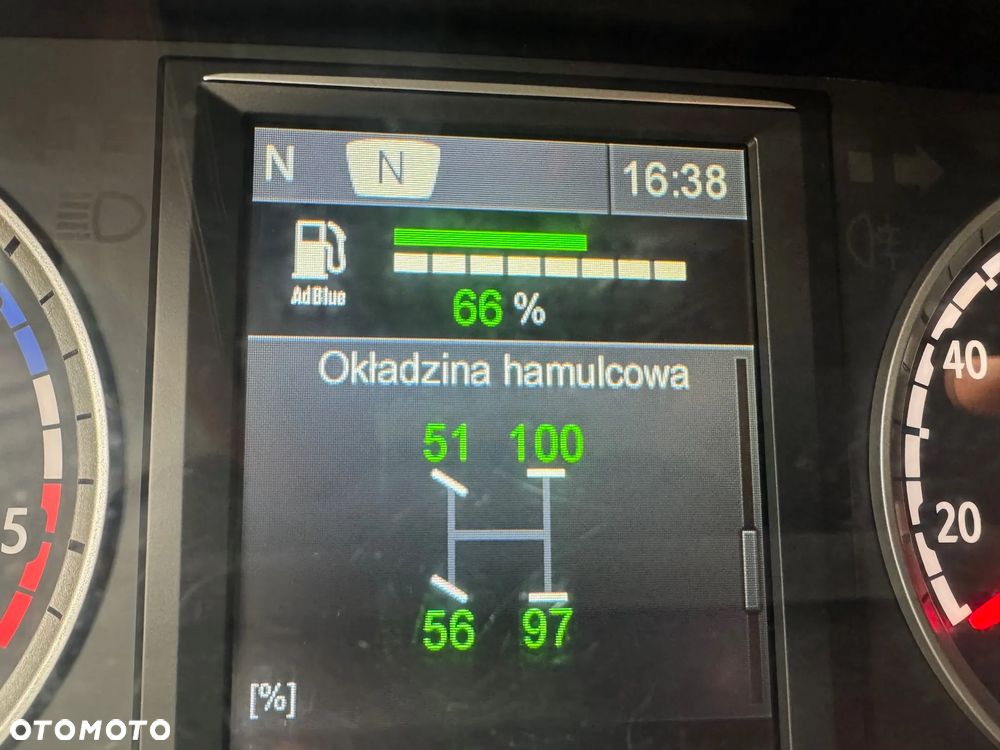 N N 16:38
AdBlue
66 %
Okładzina hamulcowa
51 100
56 97
[%]
5
40
20
OTOMOTO